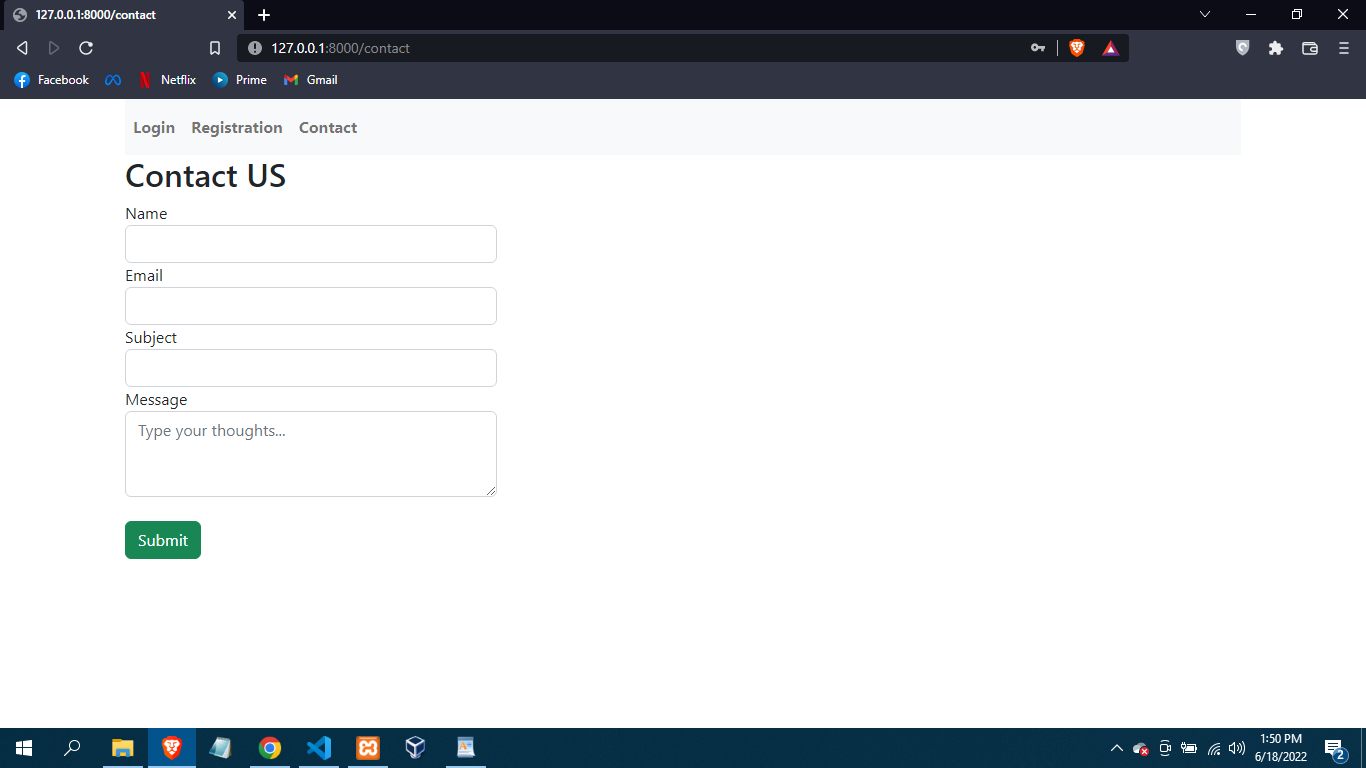 127.0.0.1:8000/contact
127.0.0.1:8000/contact
Facebook Netflix Prime Gmail
Login Registration Contact
Contact US
Name
Email
Subject
Message
Type your thoughts...
Submit
1:50 PM
6/18/2022
2